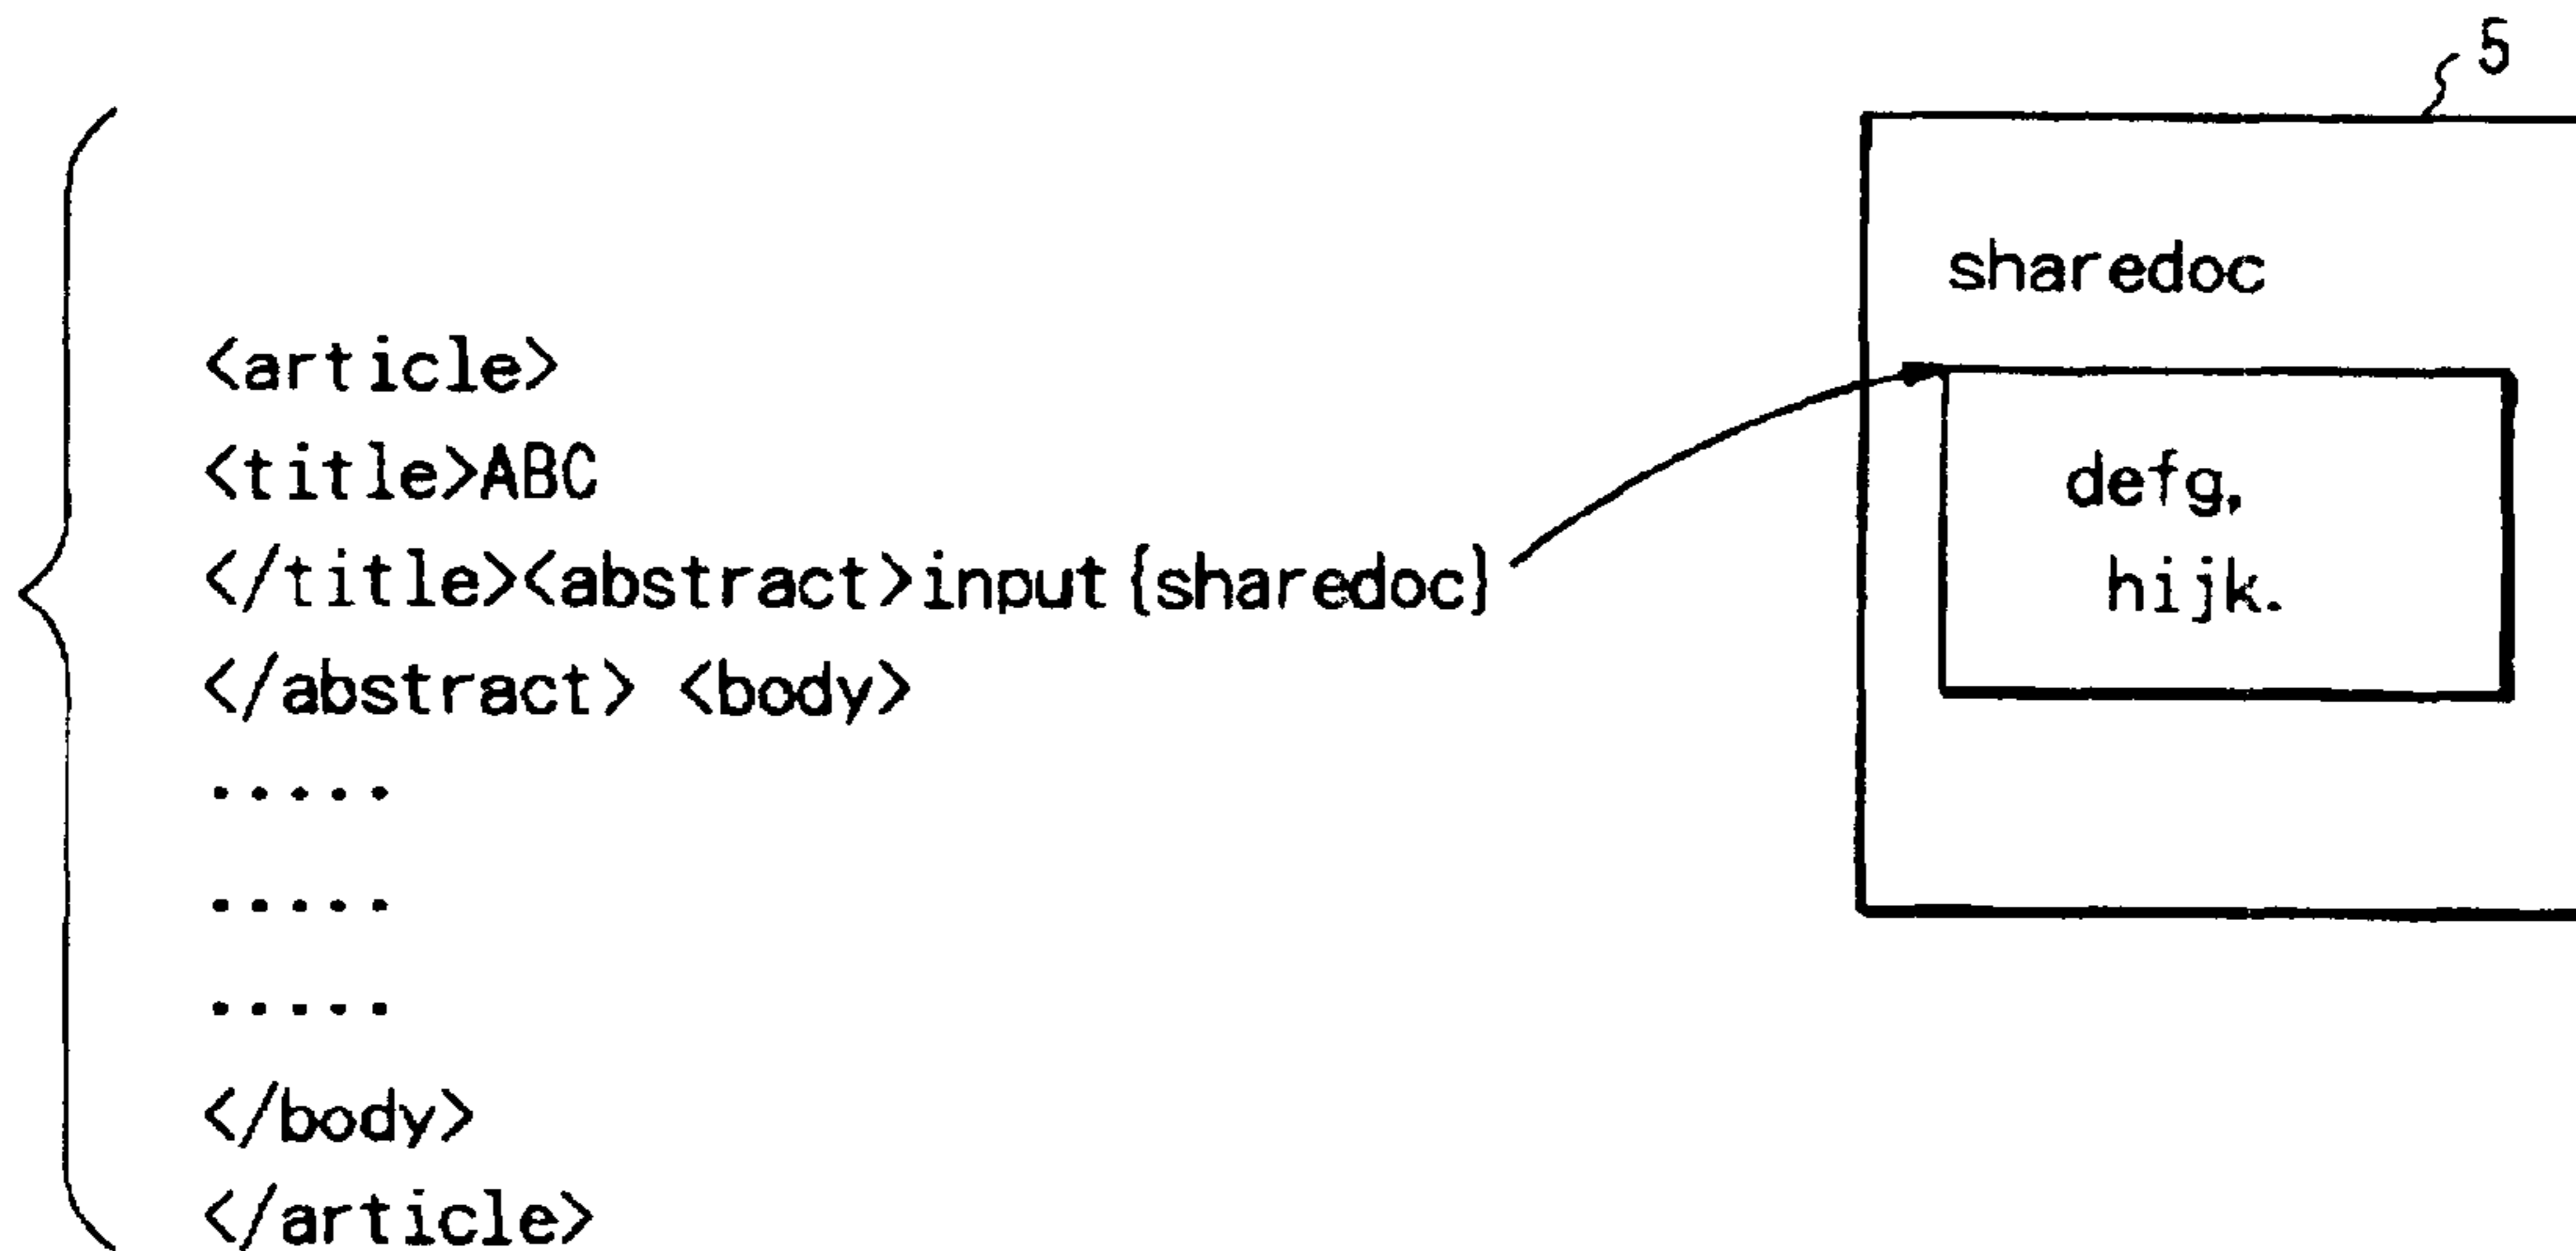 <article>
<title>ABC
</title><abstract>input{sharedoc}
</abstract> <body>
.....
.....
.....
</body>
</article>
5
sharedoc
defg,
hijk.